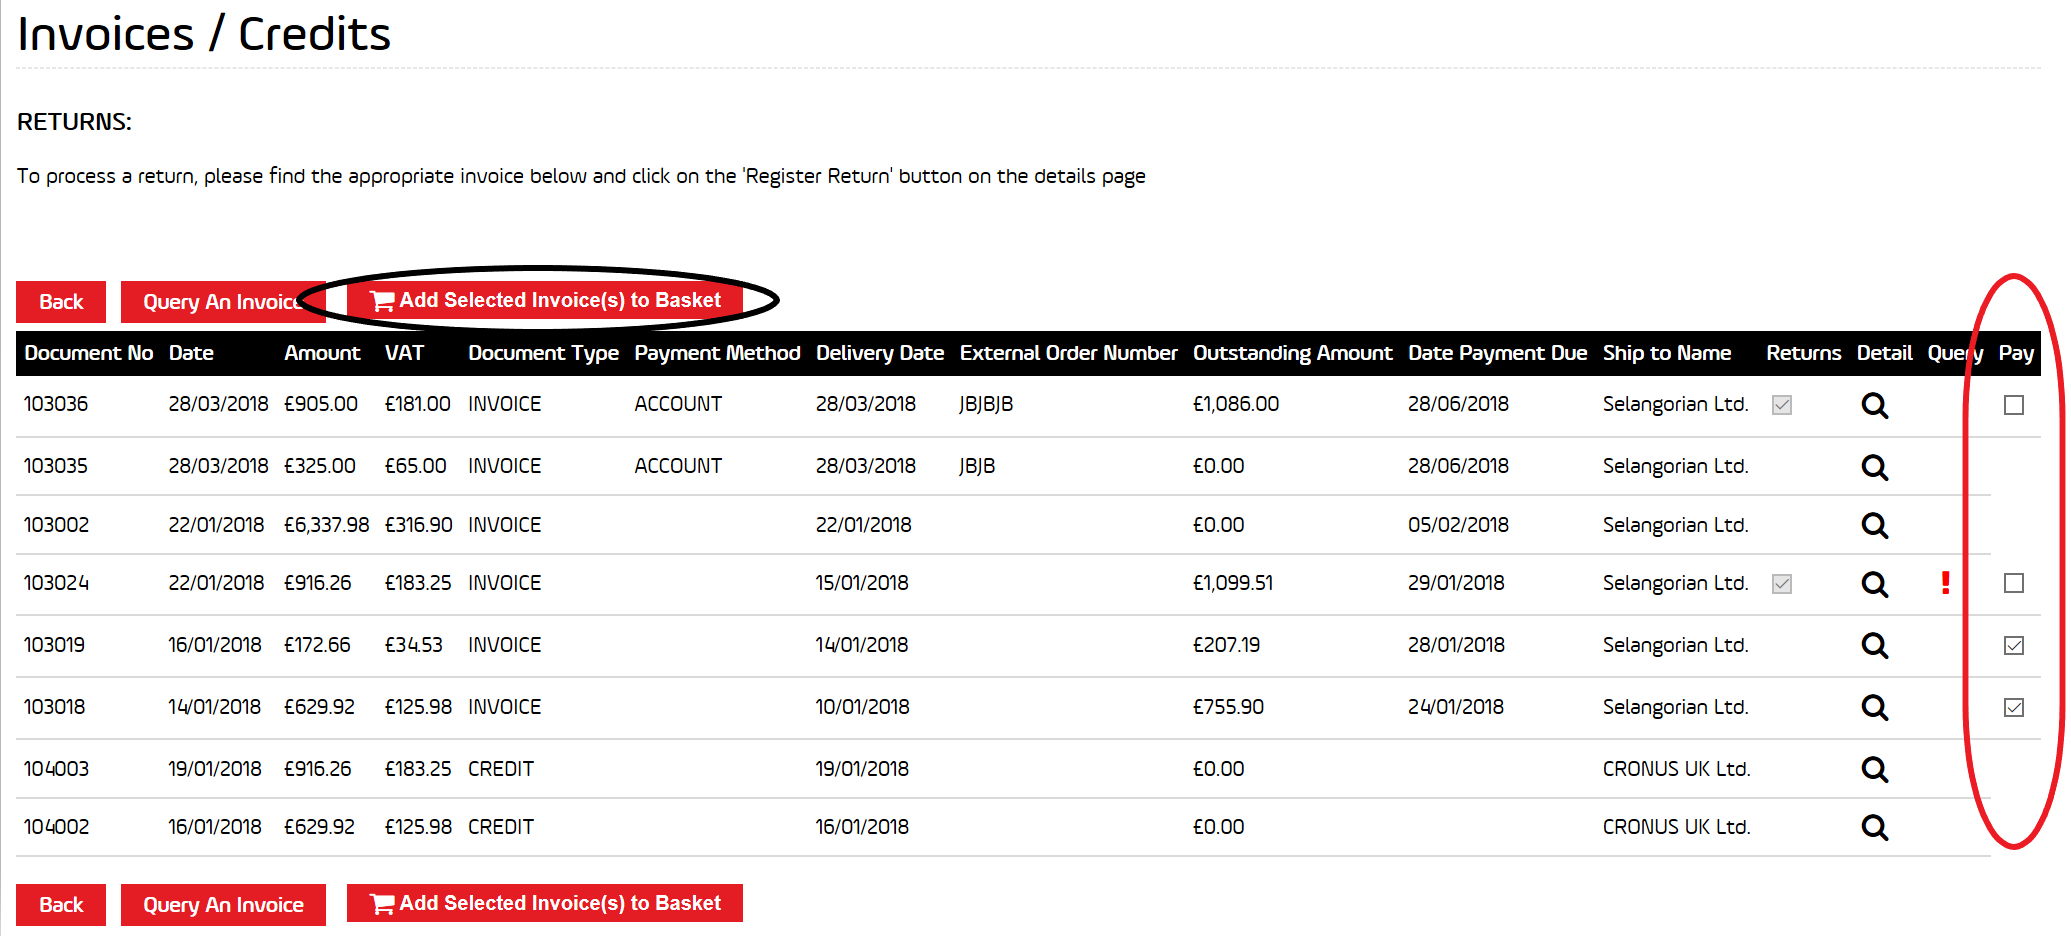 Invoices / Credits
RETURNS:
To process a return, please find the appropriate invoice below and click on the 'Register Return' button on the details page
Back Query An Invoice Add Selected Invoice(s) to Basket
Document No Date Amount VAT Document Type Payment Method Delivery Date External Order Number Outstanding Amount Date Payment Due Ship to Name Returns Detail Query Pay
103036 28/03/2018 £905.00 £181.00 INVOICE ACCOUNT 28/03/2018 JBJBJB £1,086.00 28/06/2018 Selangorian Ltd.
103035 28/03/2018 £325.00 £65.00 INVOICE ACCOUNT 28/03/2018 JBJB £0.00 28/06/2018 Selangorian Ltd.
103002 22/01/2018 £6,337.98 £316.90 INVOICE 22/01/2018 £0.00 05/02/2018 Selangorian Ltd.
103024 22/01/2018 £916.26 £183.25 INVOICE 15/01/2018 £1,099.51 29/01/2018 Selangorian Ltd. !
103019 16/01/2018 £172.66 £34.53 INVOICE 14/01/2018 £207.19 28/01/2018 Selangorian Ltd.
103018 14/01/2018 £629.92 £125.98 INVOICE 10/01/2018 £755.90 24/01/2018 Selangorian Ltd.
104003 19/01/2018 £916.26 £183.25 CREDIT 19/01/2018 £0.00 CRONUS UK Ltd.
104002 16/01/2018 £629.92 £125.98 CREDIT 16/01/2018 £0.00 CRONUS UK Ltd.
Back Query An Invoice Add Selected Invoice(s) to Basket